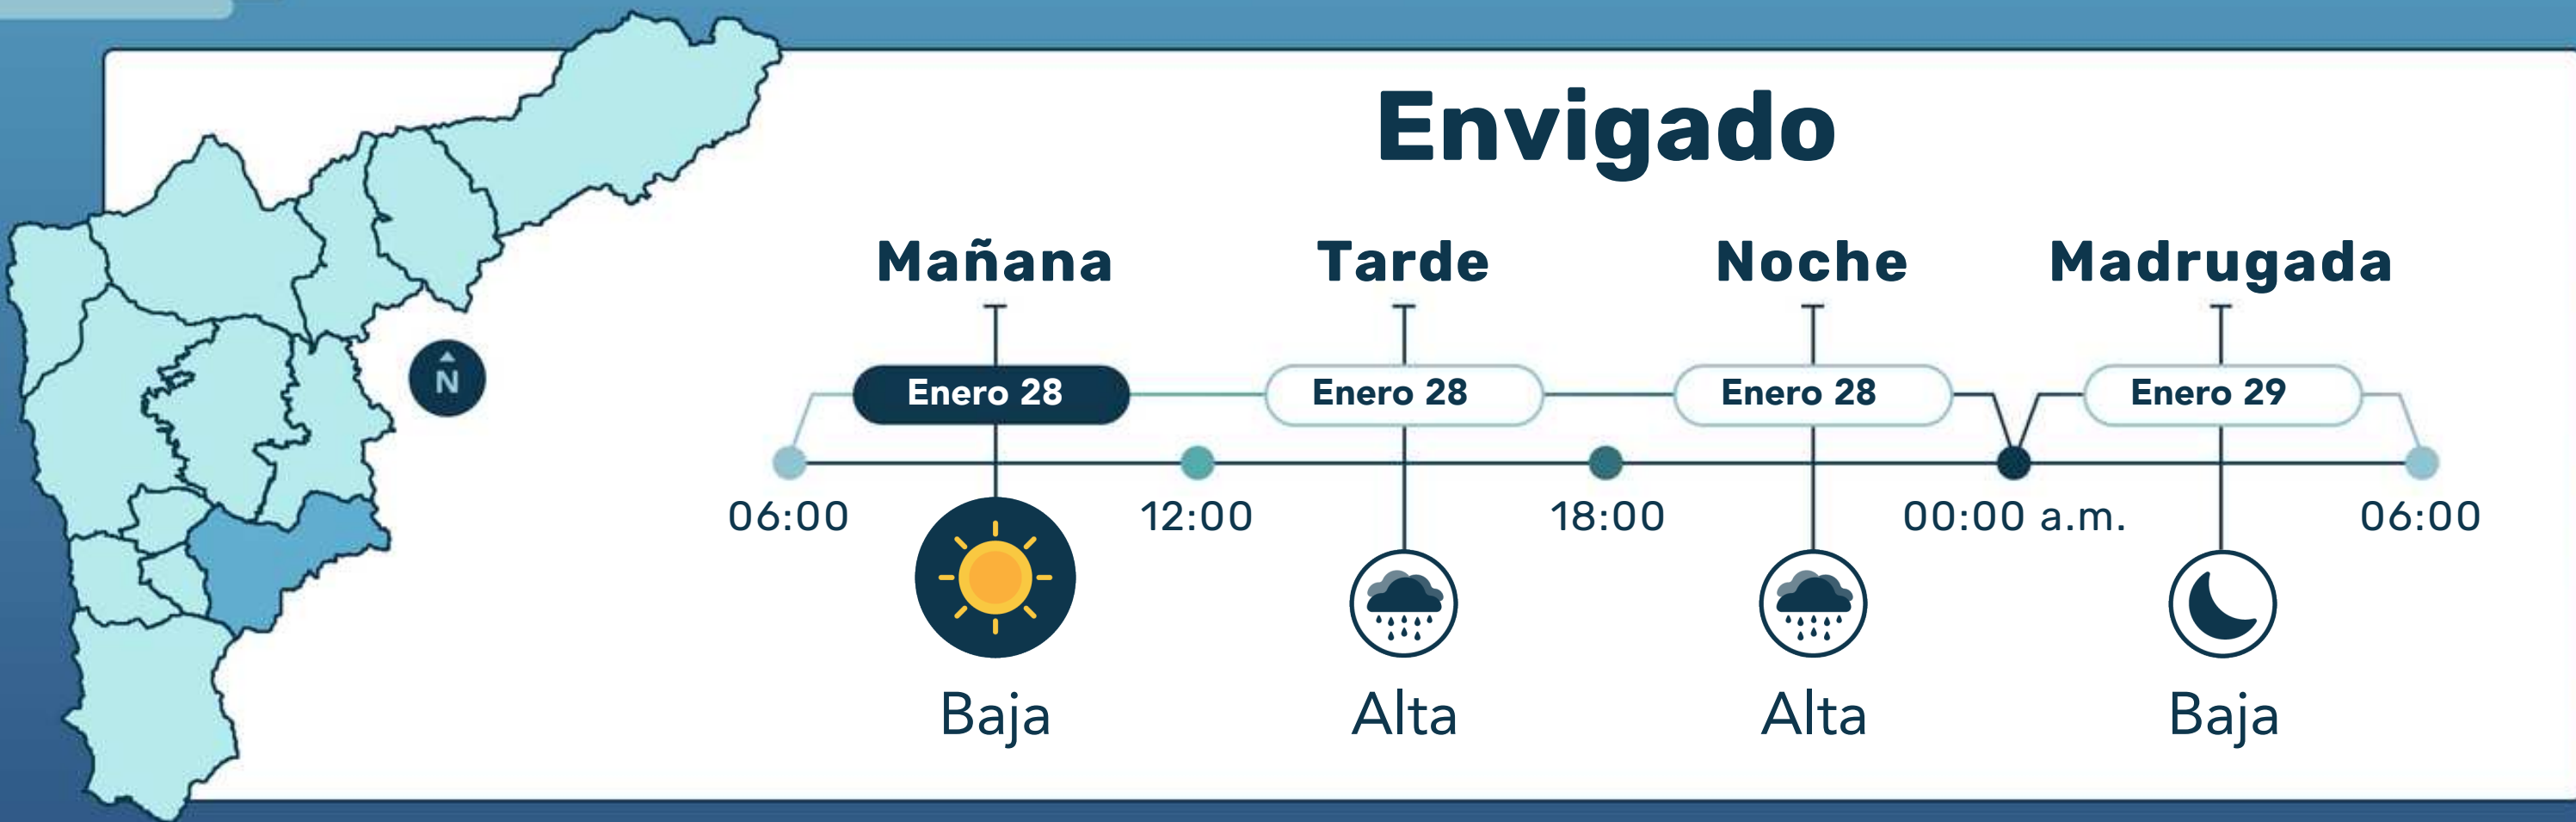 Envigado
Mañana Tarde Noche Madrugada
N
Enero 28 Enero 28 Enero 28 Enero 29
06:00 12:00 18:00 00:00 a.m. 06:00
Baja Alta Alta Baja